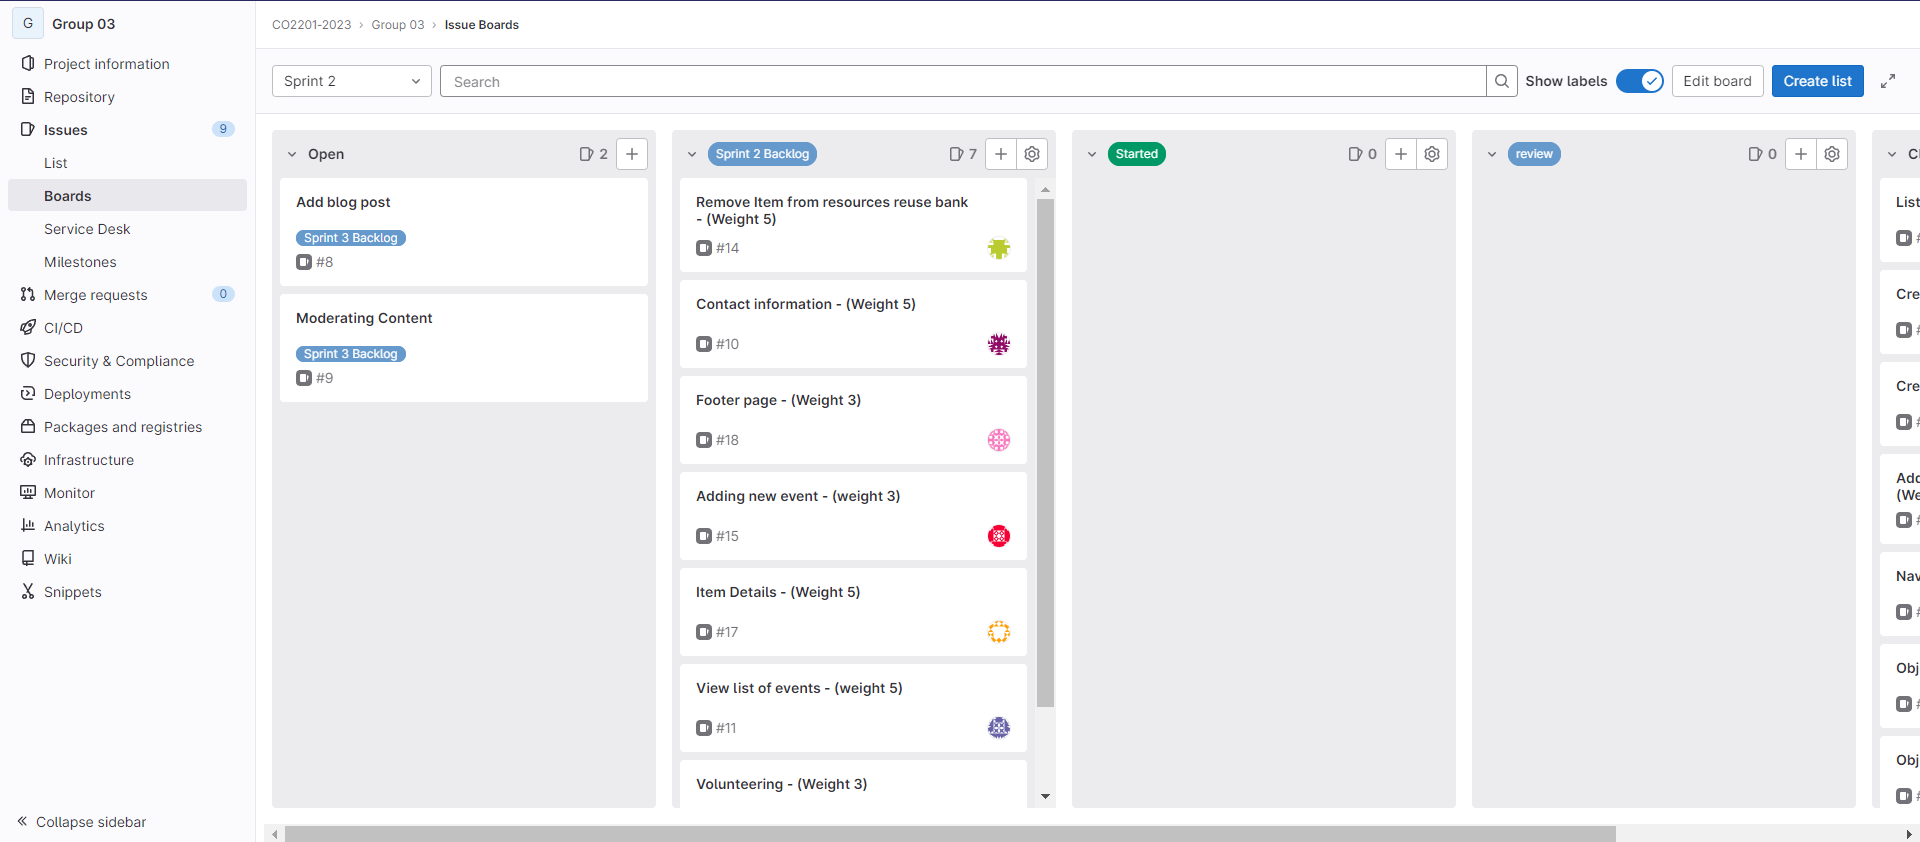 G Group 03
Project information
Repository
Issues 9
List
Boards
Service Desk
Milestones
Merge requests 0
CI/CD
Security & Compliance
Deployments
Packages and registries
Infrastructure
Monitor
Analytics
Wiki
Snippets
Collapse sidebar
CO2201-2023 › Group 03 › Issue Boards
Sprint 2
Search
Show labels
Edit board
Create list
Open 2
Add blog post
Sprint 3 Backlog
#8
Moderating Content
Sprint 3 Backlog
#9
Sprint 2 Backlog 7
Remove Item from resources reuse bank
- (Weight 5)
#14
Contact information - (Weight 5)
#10
Footer page - (Weight 3)
#18
Adding new event - (weight 3)
#15
Item Details - (Weight 5)
#17
View list of events - (weight 5)
#11
Volunteering - (Weight 3)
Started 0
review 0
List
Cre
Cre
Add
(We
Nav
Obj
Obj